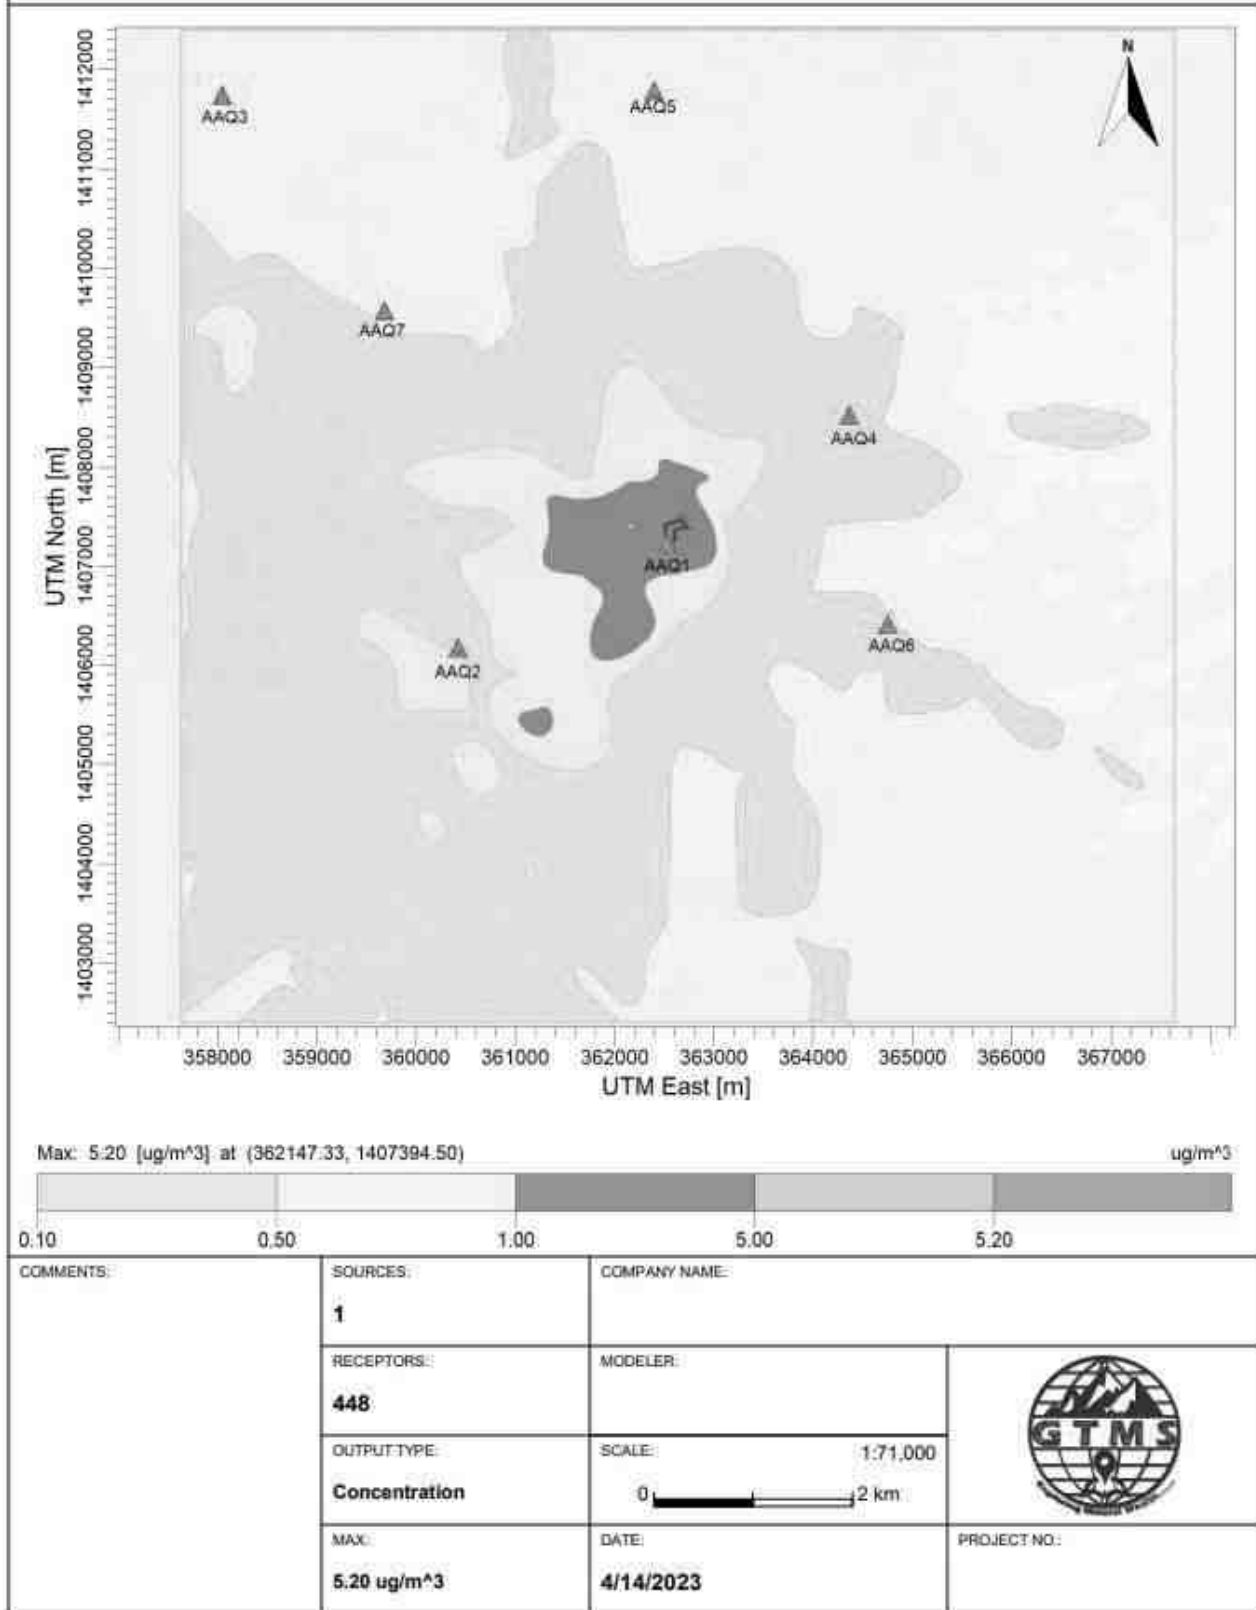 N
AAQ3
AAQ5
AAQ7
AAQ4
AAQ1
AAQ6
AAQ2
UTM North [m]
1412000
1411000
1410000
1409000
1408000
1407000
1406000
1405000
1404000
1403000
358000 359000 360000 361000 362000 363000 364000 365000 366000 367000
UTM East [m]
Max: 5.20 [ug/m^3] at (362147.33, 1407394.50) ug/m^3
0.10 0.50 1.00 5.00 5.20
COMMENTS:
SOURCES:
1
COMPANY NAME:
RECEPTORS:
448
MODELER:
OUTPUT TYPE:
Concentration
SCALE: 1:71,000
0 2 km
MAX:
5.20 ug/m^3
DATE:
4/14/2023
GTMS
PROJECT NO.: